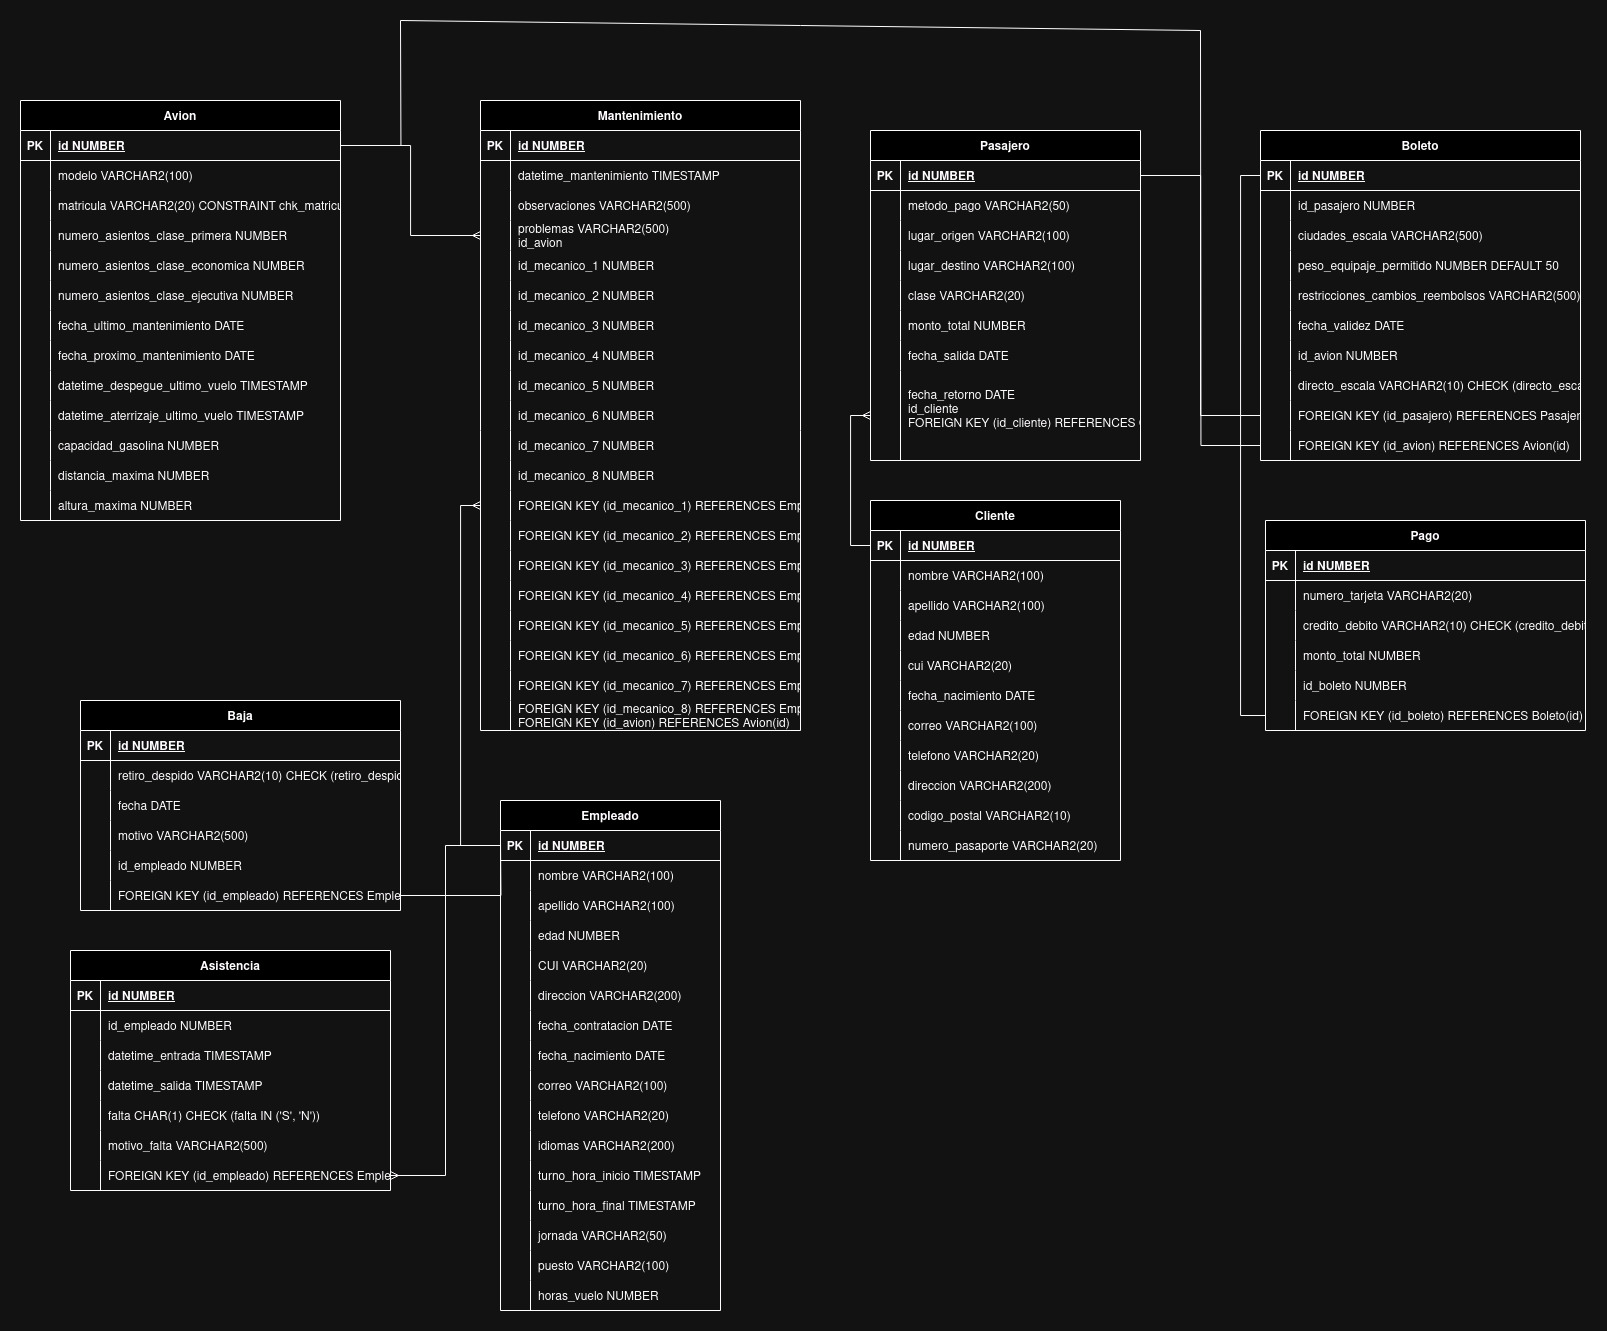 Avion
PK id NUMBER
modelo VARCHAR2(100)
matricula VARCHAR2(20) CONSTRAINT
numero_asientos_clase_primera NUMBER
numero_asientos_clase_economica NUMBER
numero_asientos_clase_ejecutiva NUMBER
fecha_ultimo_mantenimiento DATE
fecha_proximo_mantenimiento DATE
datetime_despegue_ultimo_vuelo TIMESTAMP
datetime_aterrizaje_ultimo_vuelo TIMESTAMP
capacidad_gasolina NUMBER
distancia_maxima NUMBER
altura_maxima NUMBER
Mantenimiento
PK id NUMBER
datetime_mantenimiento TIMESTAMP
observaciones VARCHAR2(500)
problemas VARCHAR2(500)
id_avion
id_mecanico_1 NUMBER
id_mecanico_2 NUMBER
id_mecanico_3 NUMBER
id_mecanico_4 NUMBER
id_mecanico_5 NUMBER
id_mecanico_6 NUMBER
id_mecanico_7 NUMBER
id_mecanico_8 NUMBER
FOREIGN KEY (id_mecanico_1) REFERENCES
FOREIGN KEY (id_mecanico_2) REFERENCES
FOREIGN KEY (id_mecanico_3) REFERENCES
FOREIGN KEY (id_mecanico_4) REFERENCES
FOREIGN KEY (id_mecanico_5) REFERENCES
FOREIGN KEY (id_mecanico_6) REFERENCES
FOREIGN KEY (id_mecanico_7) REFERENCES
FOREIGN KEY (id_mecanico_8) REFERENCES
FOREIGN KEY (id_avion) REFERENCES Avion(id)
Pasajero
PK id NUMBER
metodo_pago VARCHAR2(50)
lugar_origen VARCHAR2(100)
lugar_destino VARCHAR2(100)
clase VARCHAR2(20)
monto_total NUMBER
fecha_salida DATE
fecha_retorno DATE
id_cliente
FOREIGN KEY (id_cliente) REFERENCES
Boleto
PK id NUMBER
id_pasajero NUMBER
ciudades_escala VARCHAR2(500)
peso_equipaje_permitido NUMBER DEFAULT 50
restricciones_cambios_reembolsos VARCHAR2(500)
fecha_validez DATE
id_avion NUMBER
directo_escala VARCHAR2(10) CHECK
FOREIGN KEY (id_pasajero) REFERENCES
FOREIGN KEY (id_avion) REFERENCES Avion(id)
Cliente
PK id NUMBER
nombre VARCHAR2(100)
apellido VARCHAR2(100)
edad NUMBER
cui VARCHAR2(20)
fecha_nacimiento DATE
correo VARCHAR2(100)
telefono VARCHAR2(20)
direccion VARCHAR2(200)
codigo_postal VARCHAR2(10)
numero_pasaporte VARCHAR2(20)
Pago
PK id NUMBER
numero_tarjeta VARCHAR2(20)
credito_debito VARCHAR2(10) CHECK
monto_total NUMBER
id_boleto NUMBER
FOREIGN KEY (id_boleto) REFERENCES Boleto(id)
Baja
PK id NUMBER
retiro_despido VARCHAR2(10) CHECK
fecha DATE
motivo VARCHAR2(500)
id_empleado NUMBER
FOREIGN KEY (id_empleado) REFERENCES
Asistencia
PK id NUMBER
id_empleado NUMBER
datetime_entrada TIMESTAMP
datetime_salida TIMESTAMP
falta CHAR(1) CHECK (falta IN ('S', 'N'))
motivo_falta VARCHAR2(500)
FOREIGN KEY (id_empleado) REFERENCES
Empleado
PK id NUMBER
nombre VARCHAR2(100)
apellido VARCHAR2(100)
edad NUMBER
CUI VARCHAR2(20)
direccion VARCHAR2(200)
fecha_contratacion DATE
fecha_nacimiento DATE
correo VARCHAR2(100)
telefono VARCHAR2(20)
idiomas VARCHAR2(200)
turno_hora_inicio TIMESTAMP
turno_hora_final TIMESTAMP
jornada VARCHAR2(50)
puesto VARCHAR2(100)
horas_vuelo NUMBER